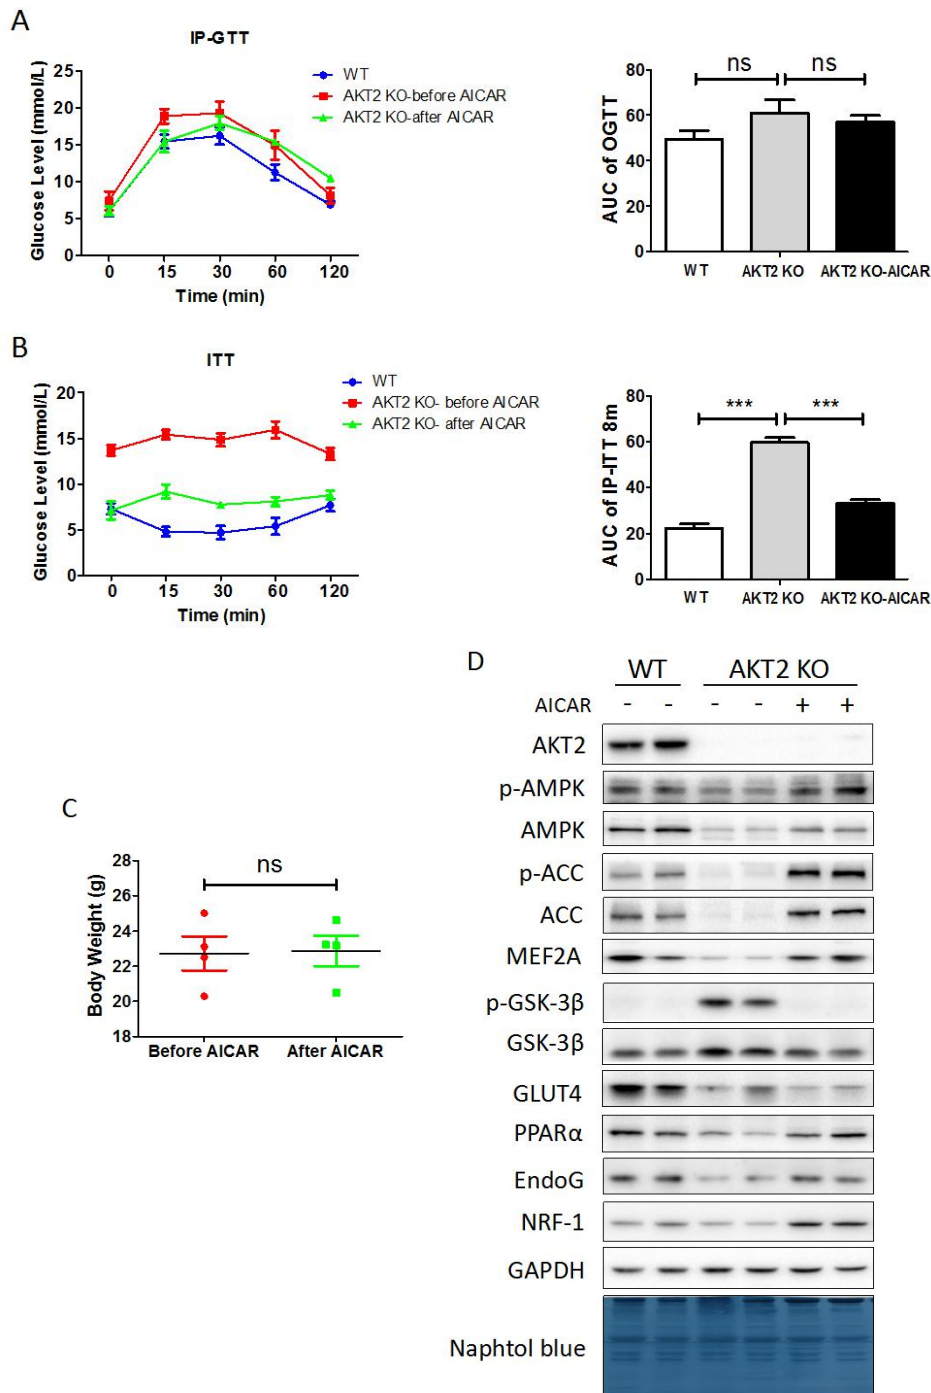 A
IP-GTT
Glucose Level (mmol/L)
25
20
15
10
5
0
0 15 30 60 120
Time (min)
WT
AKT2 KO-before AICAR
AKT2 KO-after AICAR
AUC of OGTT
80
60
40
20
0
ns ns
WT AKT2 KO AKT2 KO-AICAR
B
ITT
Glucose Level (mmol/L)
20
15
10
5
0
0 15 30 60 120
Time (min)
WT
AKT2 KO- before AICAR
AKT2 KO- after AICAR
AUC of IP-ITT 8m
80
60
40
20
0
*** ***
WT AKT2 KO AKT2 KO-AICAR
C
Body Weight (g)
28
26
24
22
20
18
ns
Before AICAR After AICAR
D
WT AKT2 KO
AICAR - - - - + +
AKT2
p-AMPK
AMPK
p-ACC
ACC
MEF2A
p-GSK-3β
GSK-3β
GLUT4
PPARα
EndoG
NRF-1
GAPDH
Naphtol blue